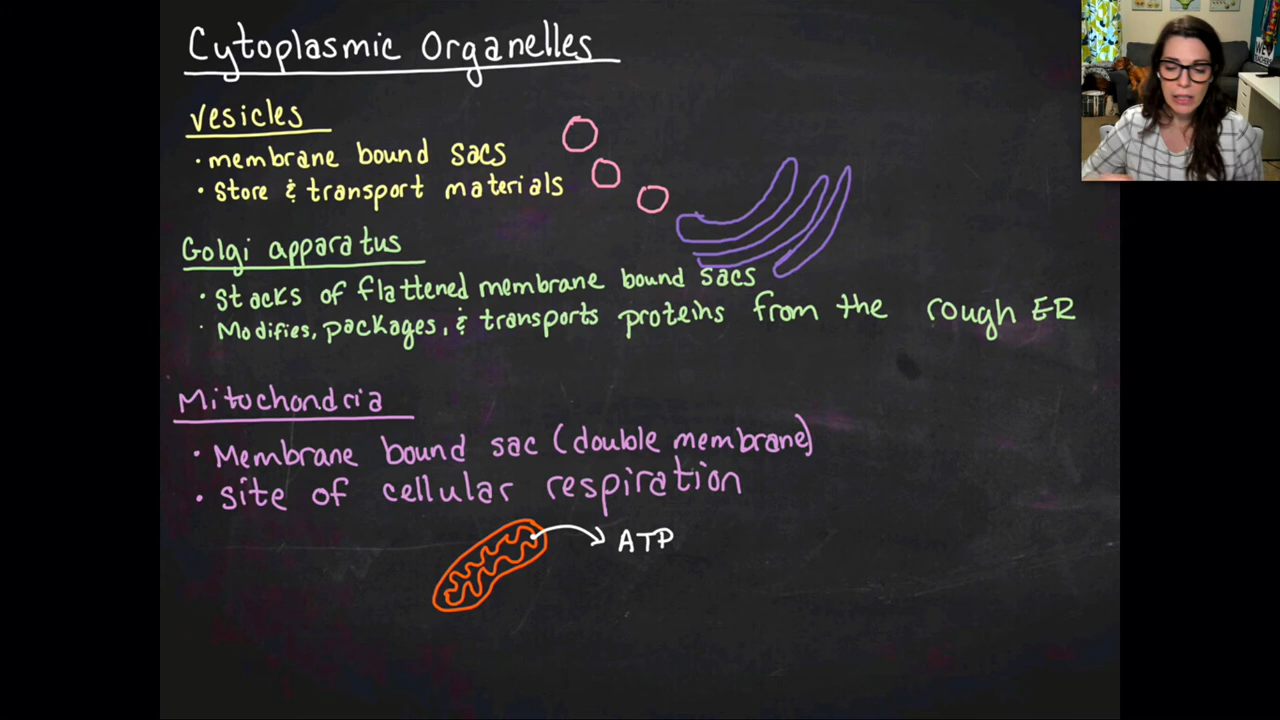 Cytoplasmic Organelles
Vesicles
• membrane bound sacs
• Store & transport materials
Golgi apparatus
• Stacks of flattened membrane bound sacs
• Modifies, packages, & transports proteins from the rough ER
Mitochondria
• Membrane bound sac (double membrane)
• site of cellular respiration
ATP